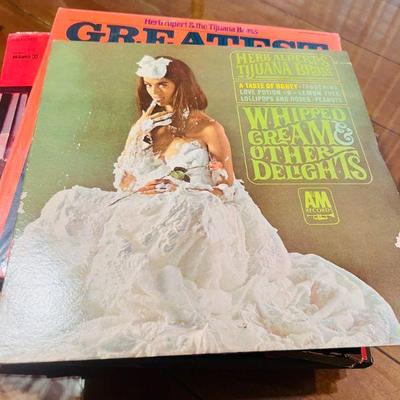 Herb Alpert & the Tijuana Brass
GREATEST
HERB ALPERT'S
TIJUANA BRASS
A TASTE OF HONEY • TANGERINE
LOVE POTION #9 • LEMON TREE
LOLLIPOPS AND ROSES • PEANUTS
WHIPPED
CREAM &
OTHER
DELIGHTS
A&M
RECORDS